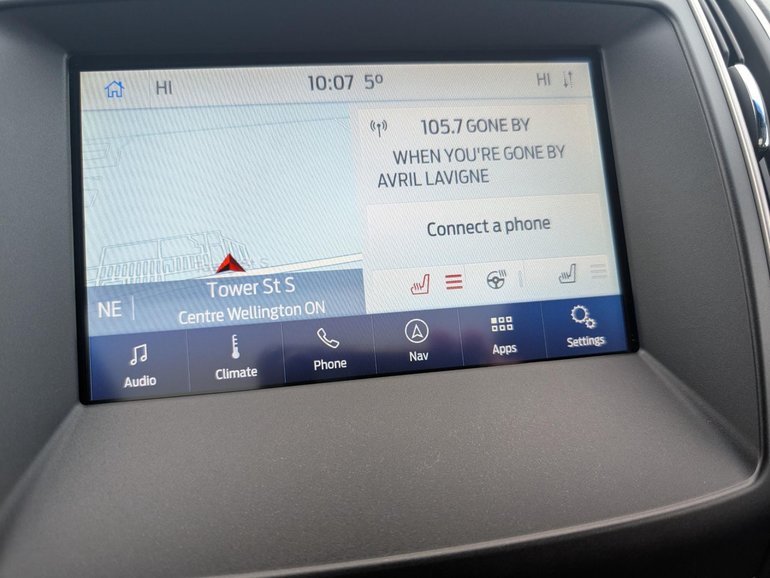 HI
10:07 5°
HI
105.7 GONE BY
WHEN YOU'RE GONE BY
AVRIL LAVIGNE
Connect a phone
NE
Tower St S
Centre Wellington ON
Audio
Climate
Phone
Nav
Apps
Settings